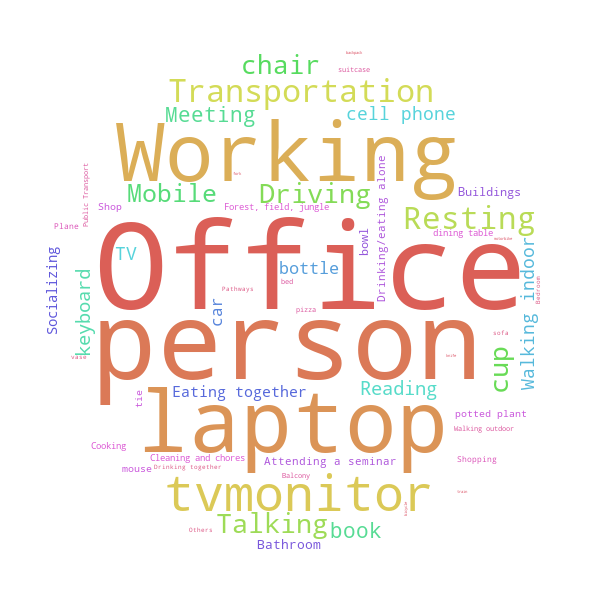 backpack
chair
suitcase
Transportation
Meeting
cell phone
Working
Public Transport
Drinking/eating alone
Mobile
Driving
Buildings
Shop
Forest, field, jungle
Resting
Plane
dining table
Office
Socializing
TV
bowl
Walking indoor
keyboard
bottle
bed
Pathways
Bedroom
car
pizza
person
sofa
vase
cup
Eating together
Reading
tie
laptop
potted plant
Walking outdoor
Cooking
Cleaning and chores
Attending a seminar
Shopping
mouse
Drinking together
Balcony
tvmonitor
Talking
book
Others
Bathroom